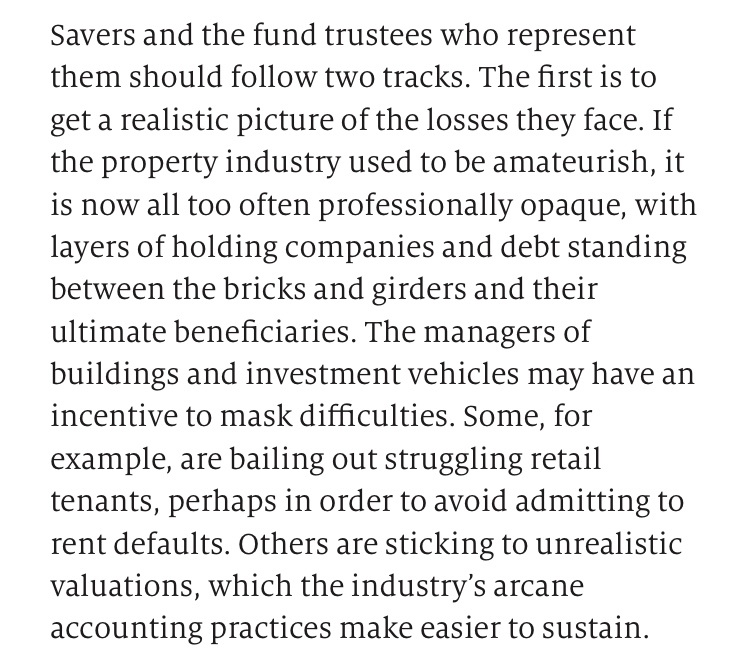 Savers and the fund trustees who represent
them should follow two tracks. The first is to
get a realistic picture of the losses they face. If
the property industry used to be amateurish, it
is now all too often professionally opaque, with
layers of holding companies and debt standing
between the bricks and girders and their
ultimate beneficiaries. The managers of
buildings and investment vehicles may have an
incentive to mask difficulties. Some, for
example, are bailing out struggling retail
tenants, perhaps in order to avoid admitting to
rent defaults. Others are sticking to unrealistic
valuations, which the industry’s arcane
accounting practices make easier to sustain.